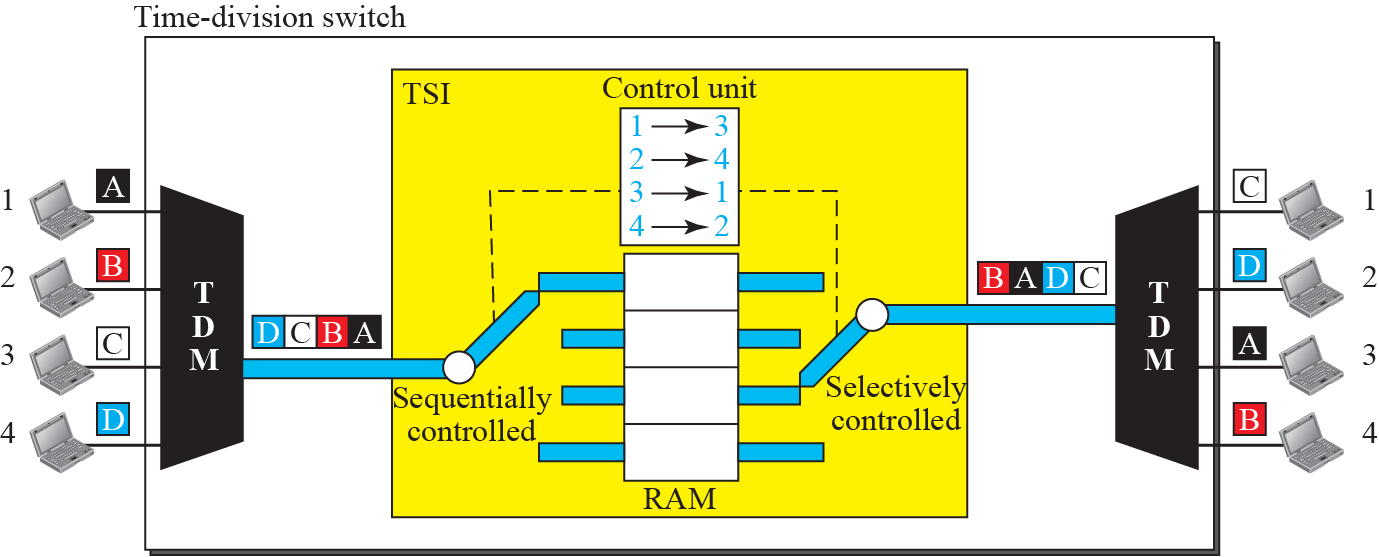 Time-division switch
TSI
Control unit
1 → 3
2 → 4
3 → 1
4 → 2
1
A
2
B
3
C
4
D
T
D
M
D C B A
Sequentially
controlled
RAM
Selectively
controlled
B A D C
T
D
M
C
1
D
2
A
3
B
4